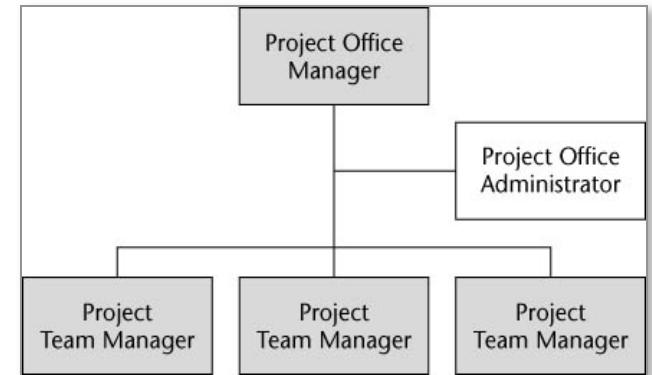 Project Office
Manager
Project Office
Administrator
Project
Team Manager
Project
Team Manager
Project
Team Manager